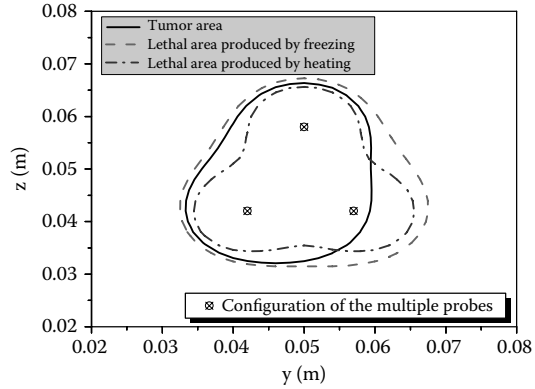 Tumor area
Lethal area produced by freezing
Lethal area produced by heating
0.08
0.07
0.06
0.05
0.04
0.03
0.02
z (m)
Configuration of the multiple probes
0.02 0.03 0.04 0.05 0.06 0.07 0.08
y (m)